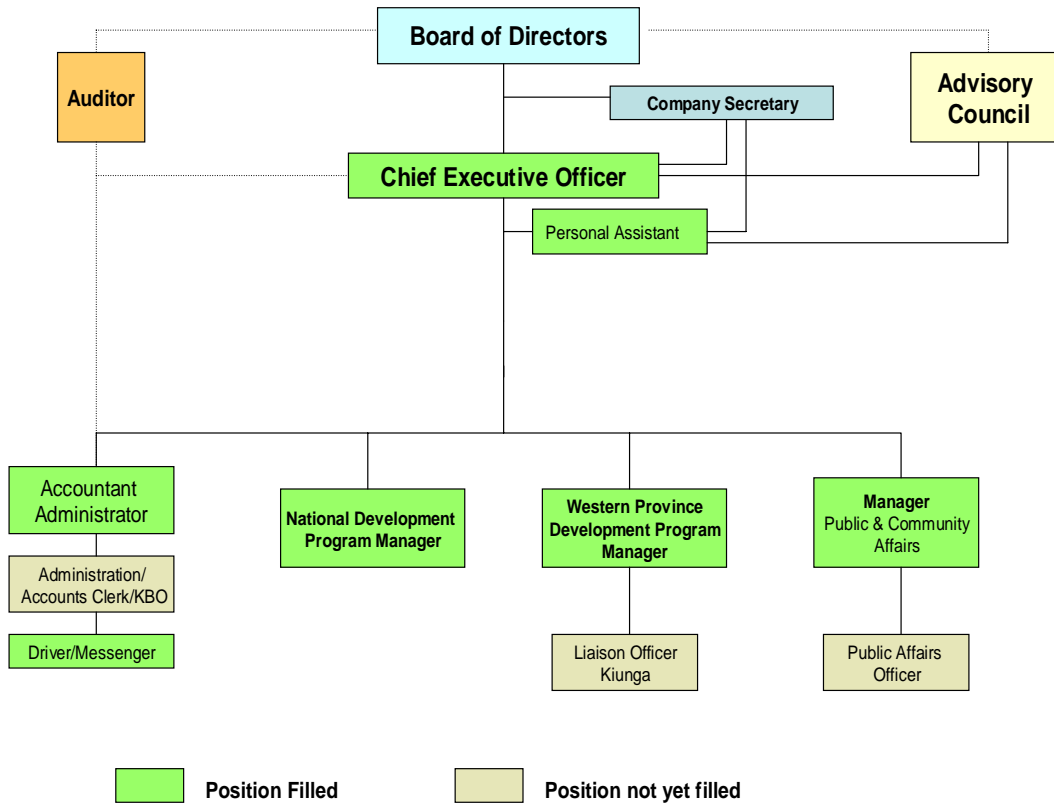 Board of Directors
Auditor
Company Secretary
Advisory
Council
Chief Executive Officer
Personal Assistant
Accountant
Administrator
National Development
Program Manager
Western Province
Development Program
Manager
Manager
Public & Community
Affairs
Administration/
Accounts Clerk/KBO
Driver/Messenger
Liaison Officer
Kiunga
Public Affairs
Officer
Position Filled
Position not yet filled